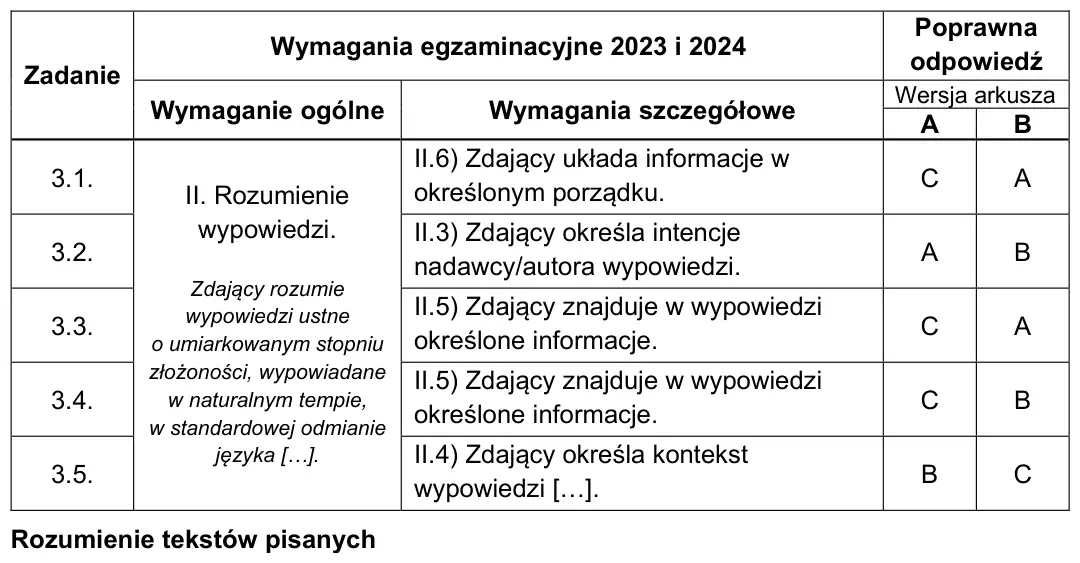 Zadanie
Wymagania egzaminacyjne 2023 i 2024
Poprawna
odpowiedź
Wymaganie ogólne
Wymagania szczegółowe
Wersja arkusza
A
B
3.1.
II. Rozumienie
wypowiedzi.
Zdający rozumie
wypowiedzi ustne
o umiarkowanym stopniu
złożoności, wypowiadane
w naturalnym tempie,
w standardowej odmianie
języka […].
II.6) Zdający układa informacje w
określonym porządku.
C
A
3.2.
II.3) Zdający określa intencje
nadawcy/autora wypowiedzi.
A
B
3.3.
II.5) Zdający znajduje w wypowiedzi
określone informacje.
C
A
3.4.
II.5) Zdający znajduje w wypowiedzi
określone informacje.
C
B
3.5.
II.4) Zdający określa kontekst
wypowiedzi […].
B
C
Rozumienie tekstów pisanych